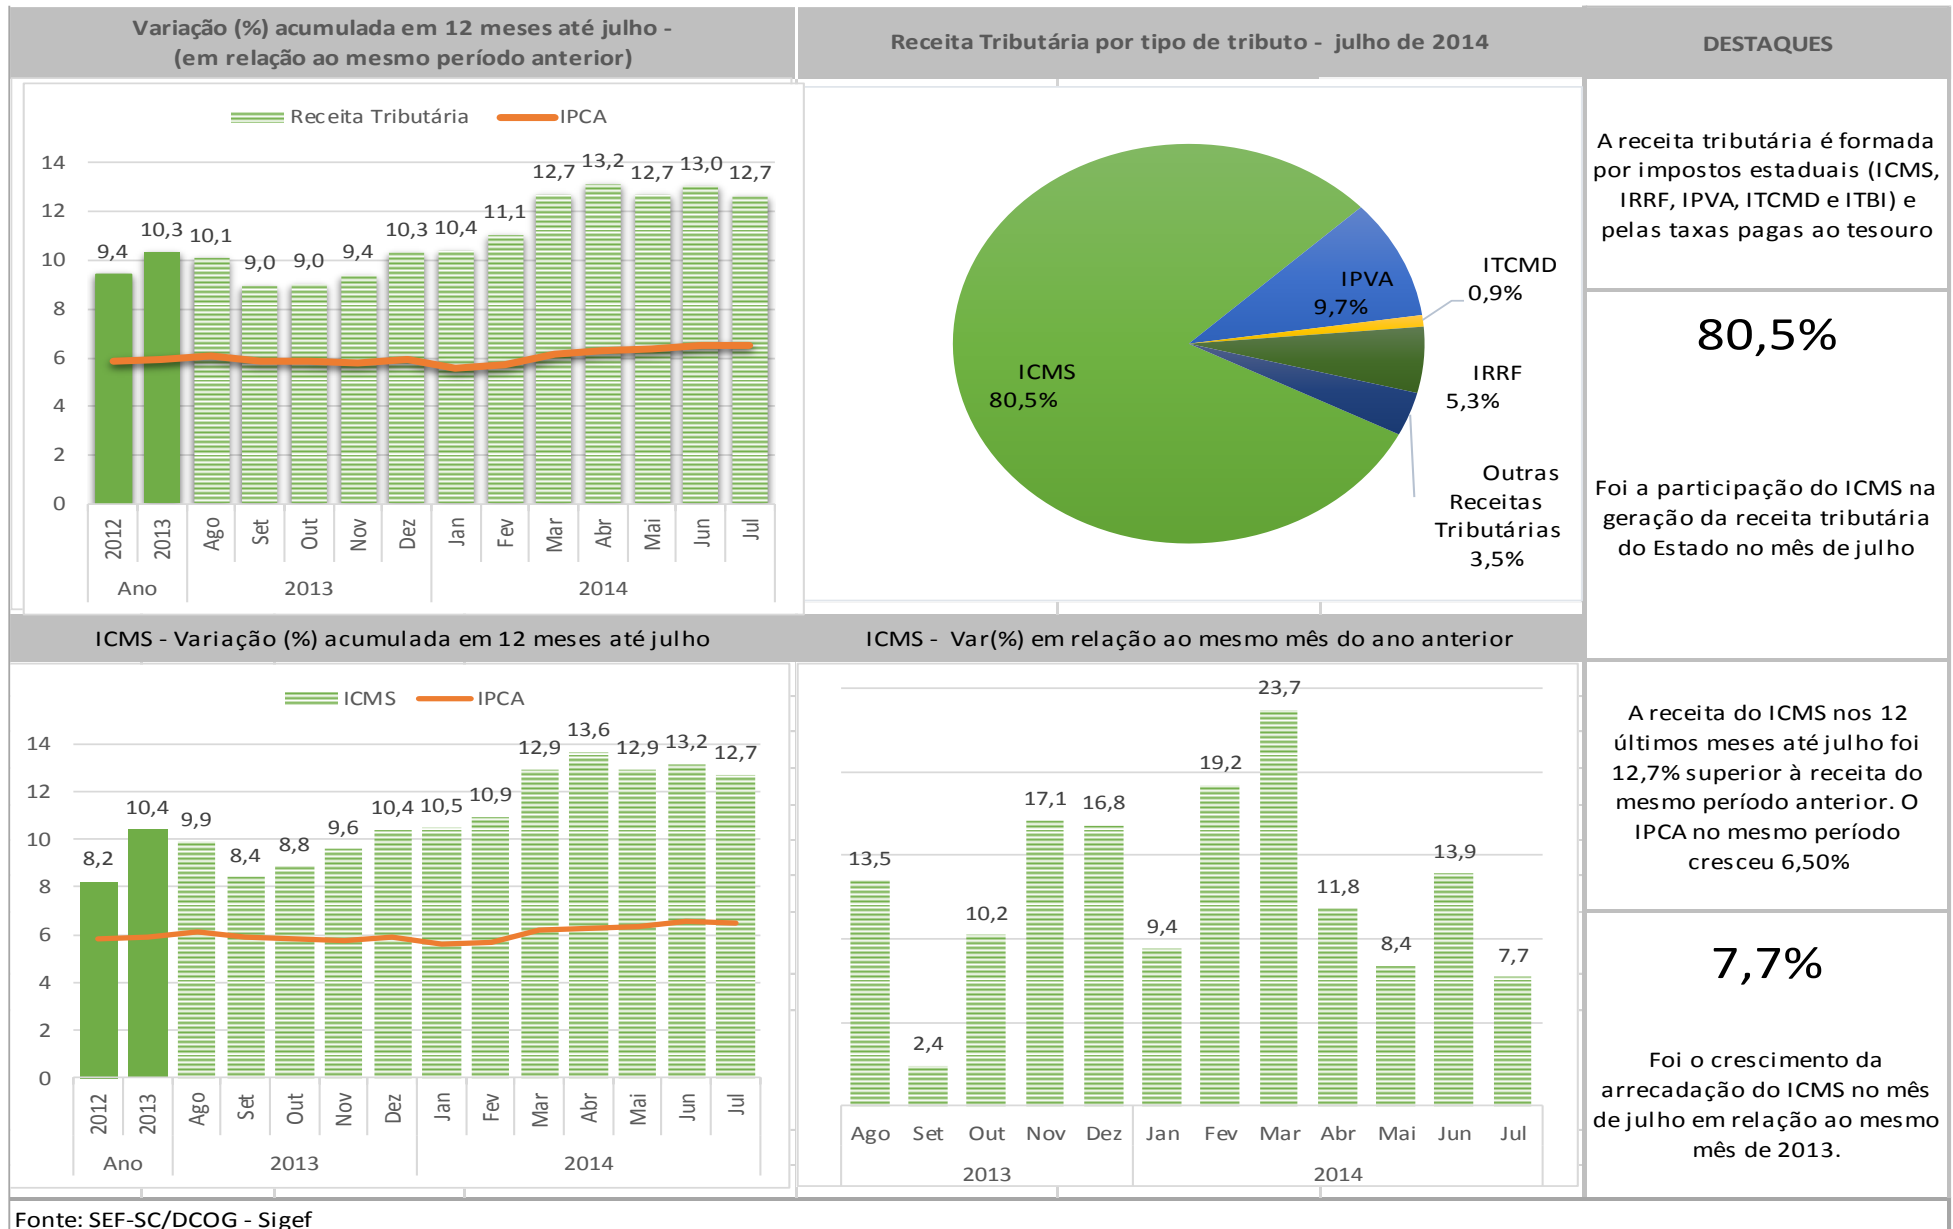 Variação (%) acumulada em 12 meses até julho -
(em relação ao mesmo período anterior)
Receita Tributária por tipo de tributo - julho de 2014
DESTAQUES
Receita Tributária
IPCA
14
12
10
8
6
4
2
0
9,4
10,3
10,1
9,0
9,0
9,4
10,3
10,4
11,1
12,7
13,2
12,7
13,0
12,7
2012
2013
Ago
Set
Out
Nov
Dez
Jan
Fev
Mar
Abr
Mai
Jun
Jul
Ano
2013
2014
ICMS
80,5%
IPVA
9,7%
ITCMD
0,9%
IRRF
5,3%
Outras
Receitas
Tributárias
3,5%
A receita tributária é formada
por impostos estaduais (ICMS,
IRRF, IPVA, ITCMD e ITBI) e
pelas taxas pagas ao tesouro
80,5%
Foi a participação do ICMS na
geração da receita tributária
do Estado no mês de julho
ICMS - Variação (%) acumulada em 12 meses até julho
ICMS - Var(%) em relação ao mesmo mês do ano anterior
ICMS
IPCA
14
12
10
8
6
4
2
0
8,2
10,4
9,9
8,4
8,8
9,6
10,4
10,5
10,9
12,9
13,6
12,9
13,2
12,7
2012
2013
Ago
Set
Out
Nov
Dez
Jan
Fev
Mar
Abr
Mai
Jun
Jul
Ano
2013
2014
13,5
2,4
10,2
17,1
16,8
9,4
19,2
23,7
11,8
8,4
13,9
7,7
Ago
Set
Out
Nov
Dez
Jan
Fev
Mar
Abr
Mai
Jun
Jul
2013
2014
A receita do ICMS nos 12
últimos meses até julho foi
12,7% superior à receita do
mesmo período anterior. O
IPCA no mesmo período
cresceu 6,50%
7,7%
Foi o crescimento da
arrecadação do ICMS no mês
de julho em relação ao mesmo
mês de 2013.
Fonte: SEF-SC/DCOG - Sigef